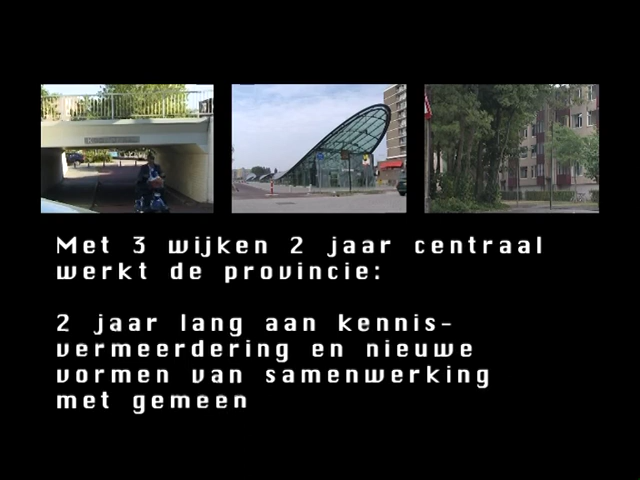 Met 3 wijken 2 jaar centraal
werkt de provincie:
2 jaar lang aan kennis-
vermeerdering en nieuwe
vormen van samenwerking
met gemeen